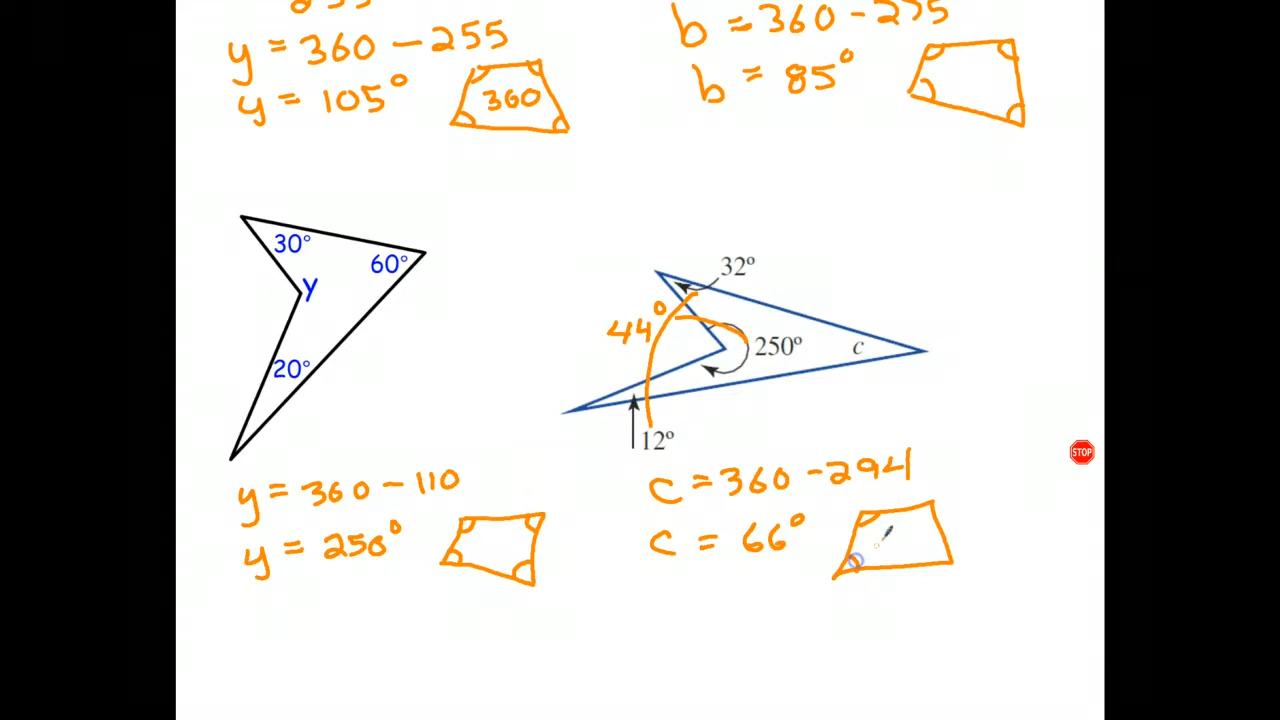 y = 360 - 255
y = 105°
360
b = 360 - 275
b = 85°
30°
60°
y
20°
32°
44°
250°
c
12°
y = 360 - 110
y = 250°
c = 360 - 294
c = 66°
STOP